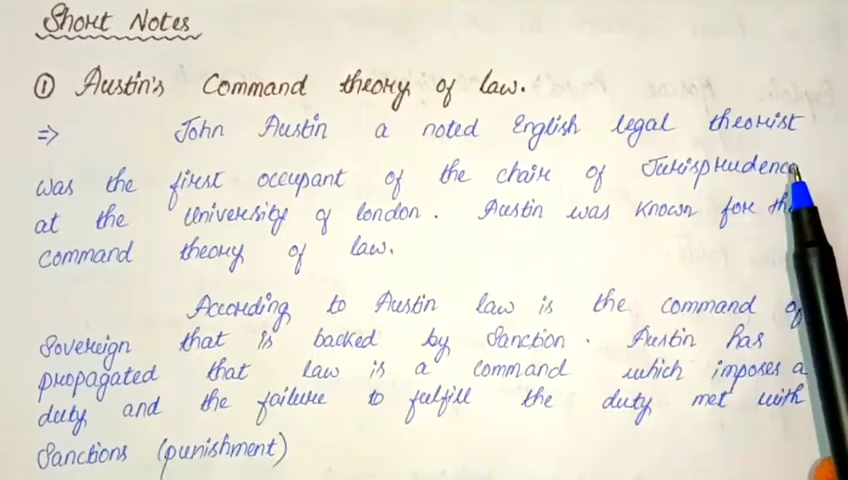 Short Notes
① Austin's Command theory of law.
⇒ John Austin a noted English legal theorist
was the first occupant of the chair of Jurisprudence
at the University of london. Austin was known for the
command theory of law.
According to Austin law is the command of
Sovereign that is backed by Sanction. Austin has
propagated that law is a command which imposes a
duty and the failure to fulfill the duty met with
Sanctions (punishment)